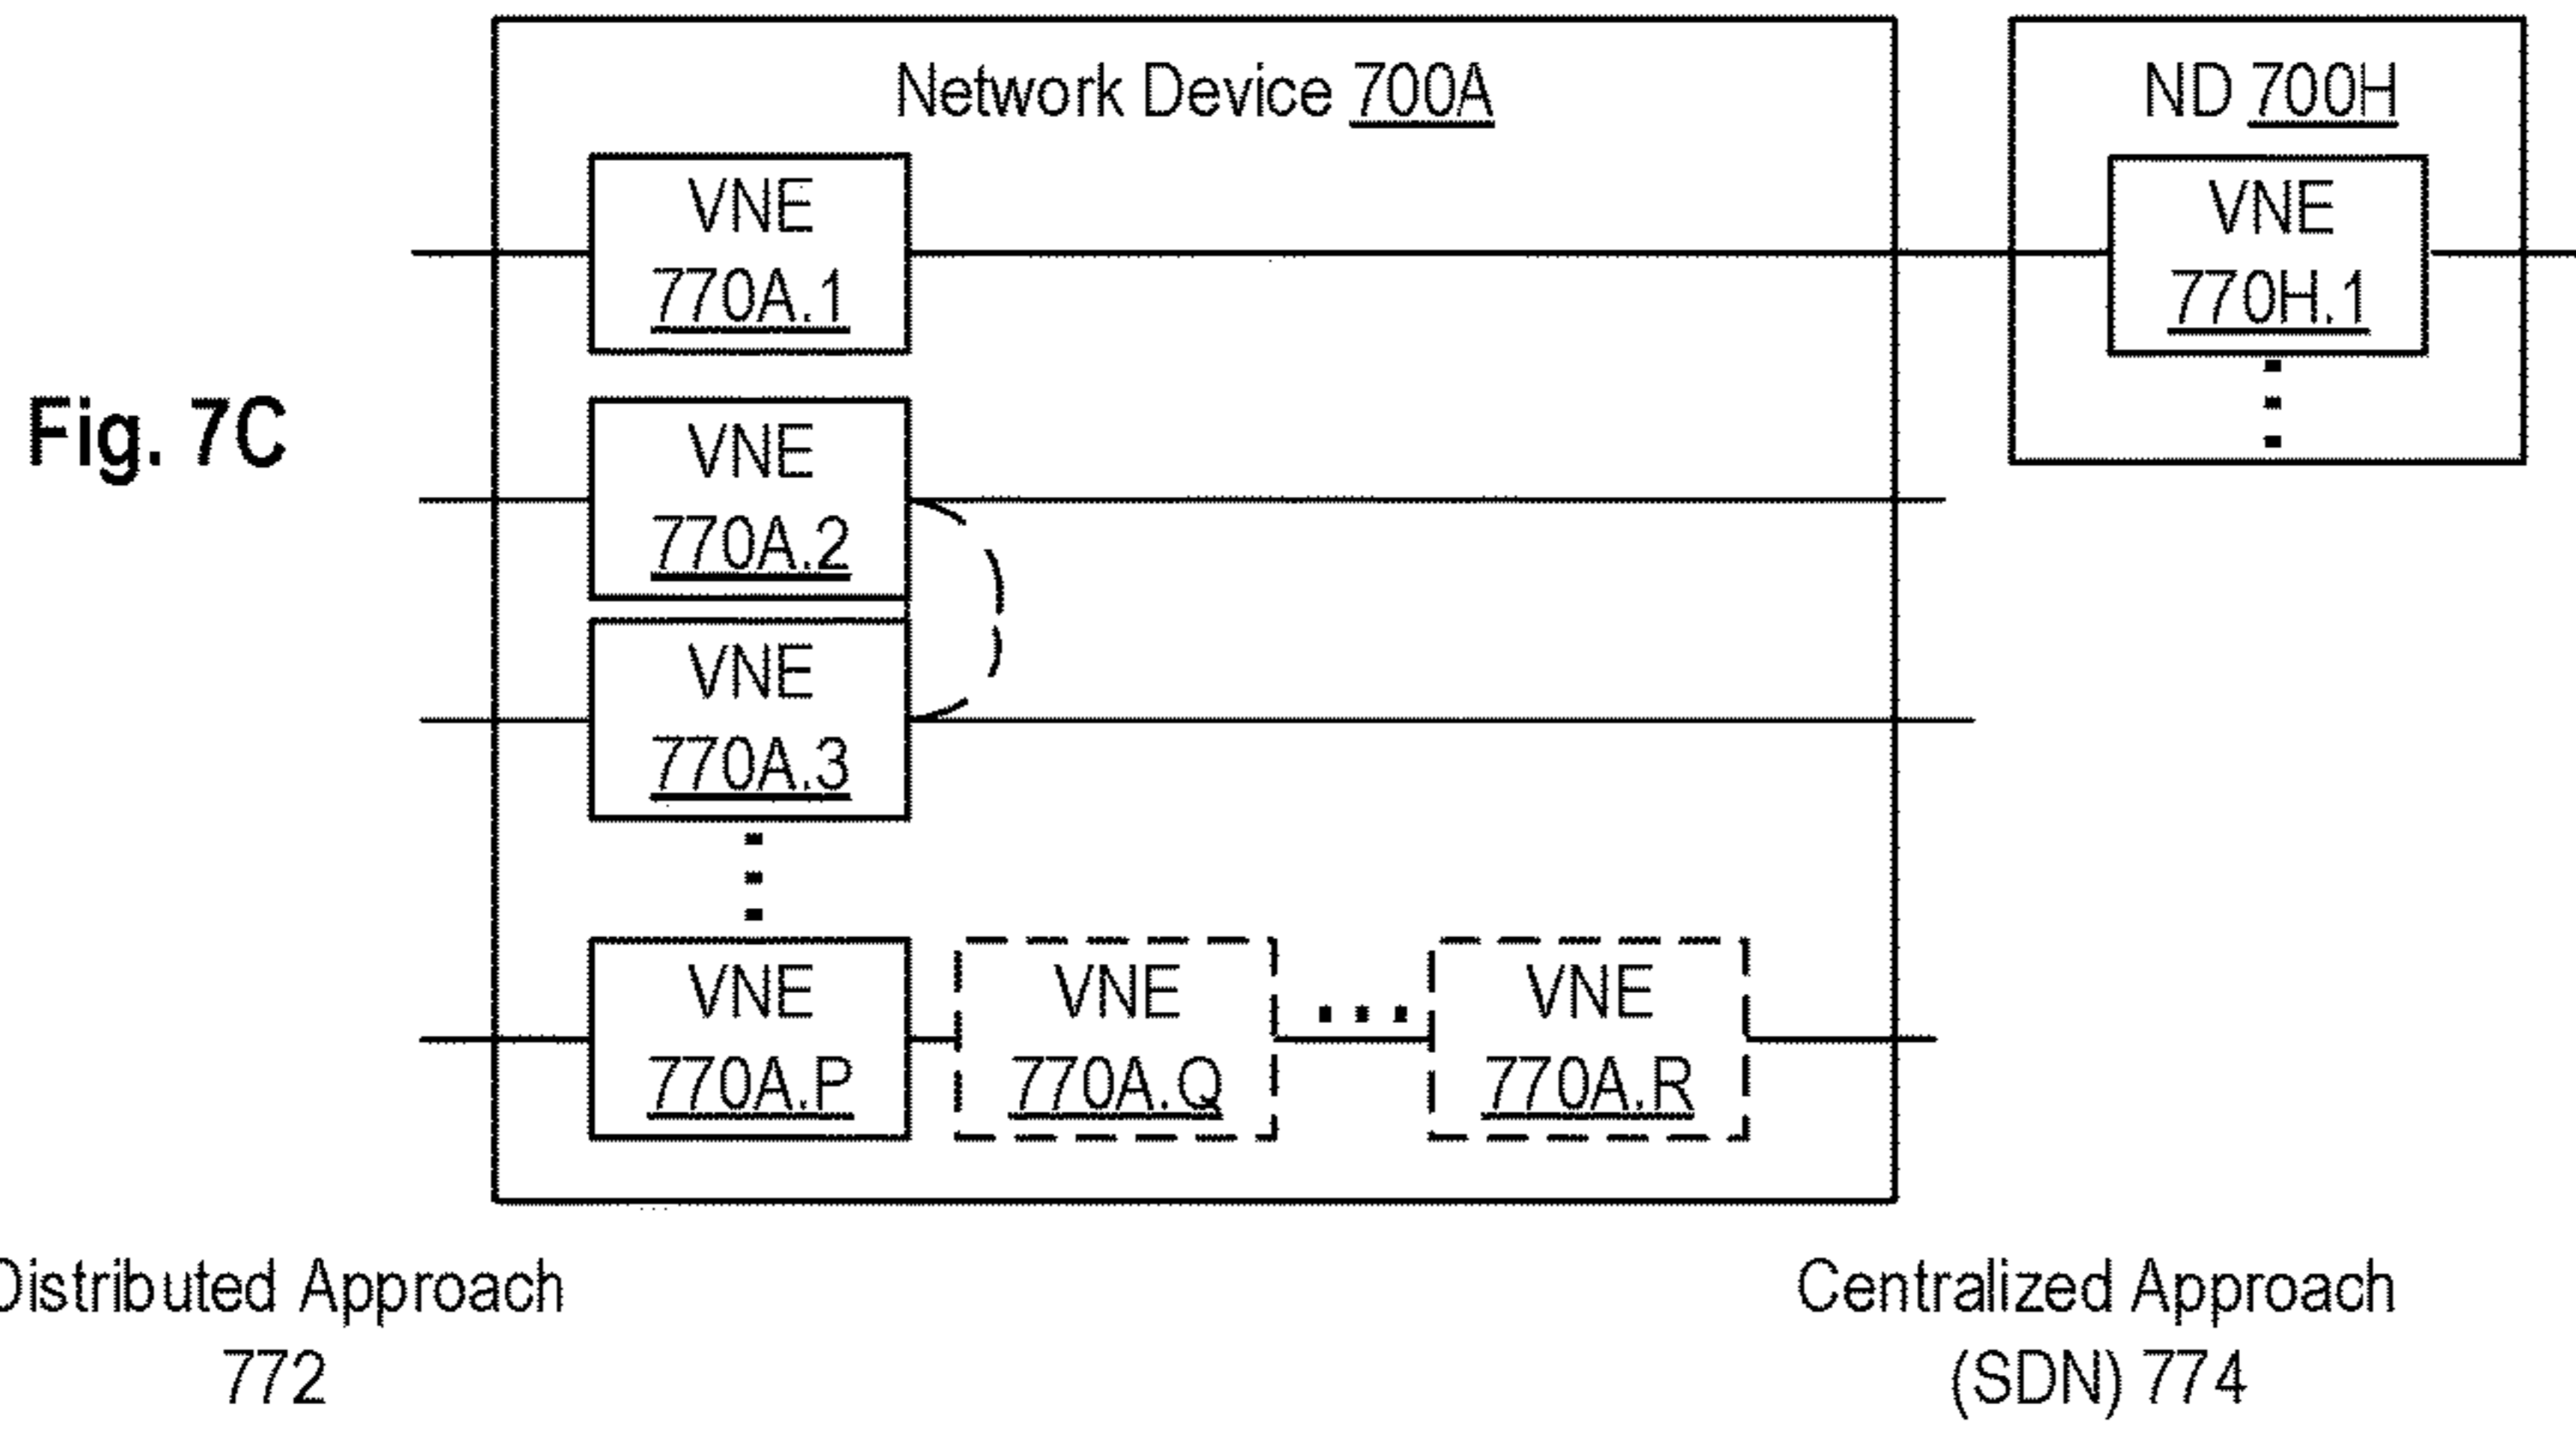 Network Device 700A
ND 700H
VNE
770A.1
VNE
770H.1
Fig. 7C
VNE
770A.2
VNE
770A.3
VNE
770A.P
VNE
770A.Q
VNE
770A.R
Distributed Approach
772
Centralized Approach
(SDN) 774